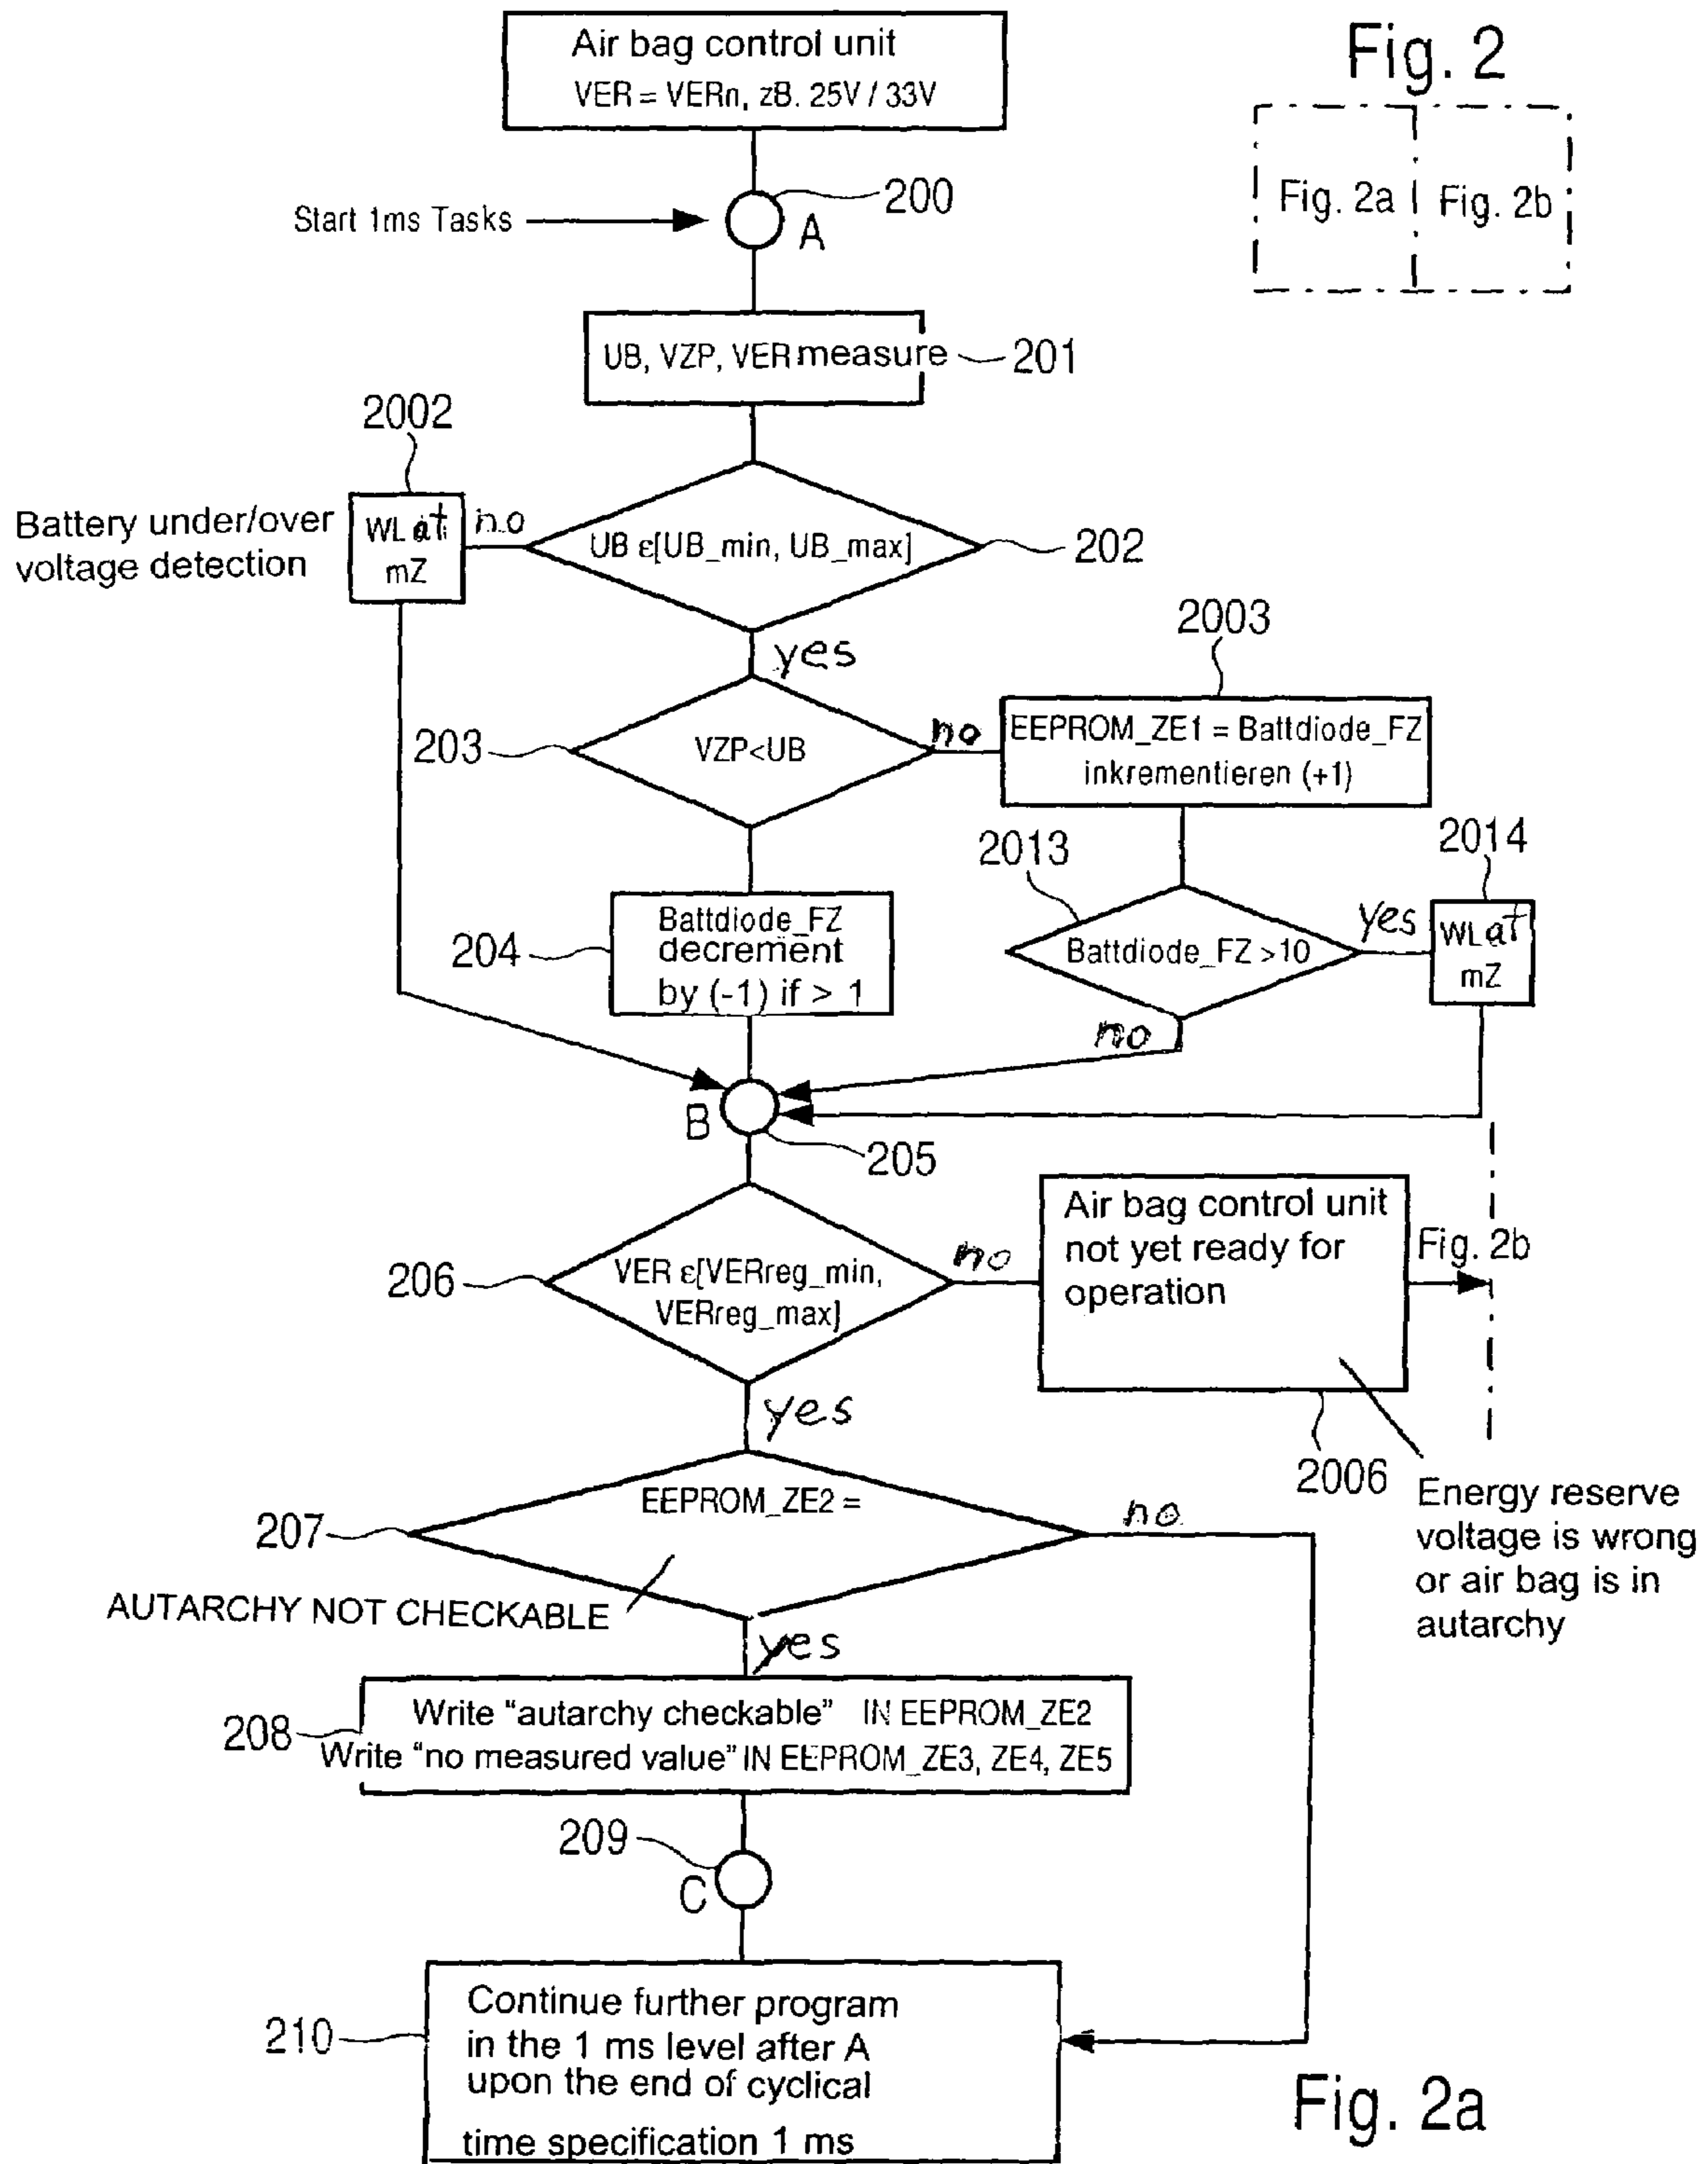 Air bag control unit
VER = VERn, zB. 25V / 33V
Fig. 2
Fig. 2a
Fig. 2b
200
Start 1ms Tasks
A
UB, VZP, VER measure
201
2002
Battery under/over
voltage detection
WLat
mZ
no
UB ε[UB_min, UB_max]
202
yes
2003
203
VZP<UB
no
EEPROM_ZE1 = Battdiode_FZ
inkrementieren (+1)
2013
2014
204
Battdiode_FZ
decrement
by (-1) if > 1
Battdiode_FZ >10
yes
WLat
mZ
no
B
205
206
VER ε[VERreg_min,
VERreg_max]
no
Air bag control unit
not yet ready for
operation
Fig. 2b
yes
2006
Energy reserve
voltage is wrong
or air bag is in
autarchy
207
EEPROM_ZE2 =
no
AUTARCHY NOT CHECKABLE
yes
208
Write "autarchy checkable" IN EEPROM_ZE2
Write "no measured value" IN EEPROM_ZE3, ZE4, ZE5
209
C
210
Continue further program
in the 1 ms level after A
upon the end of cyclical
time specification 1 ms
Fig. 2a